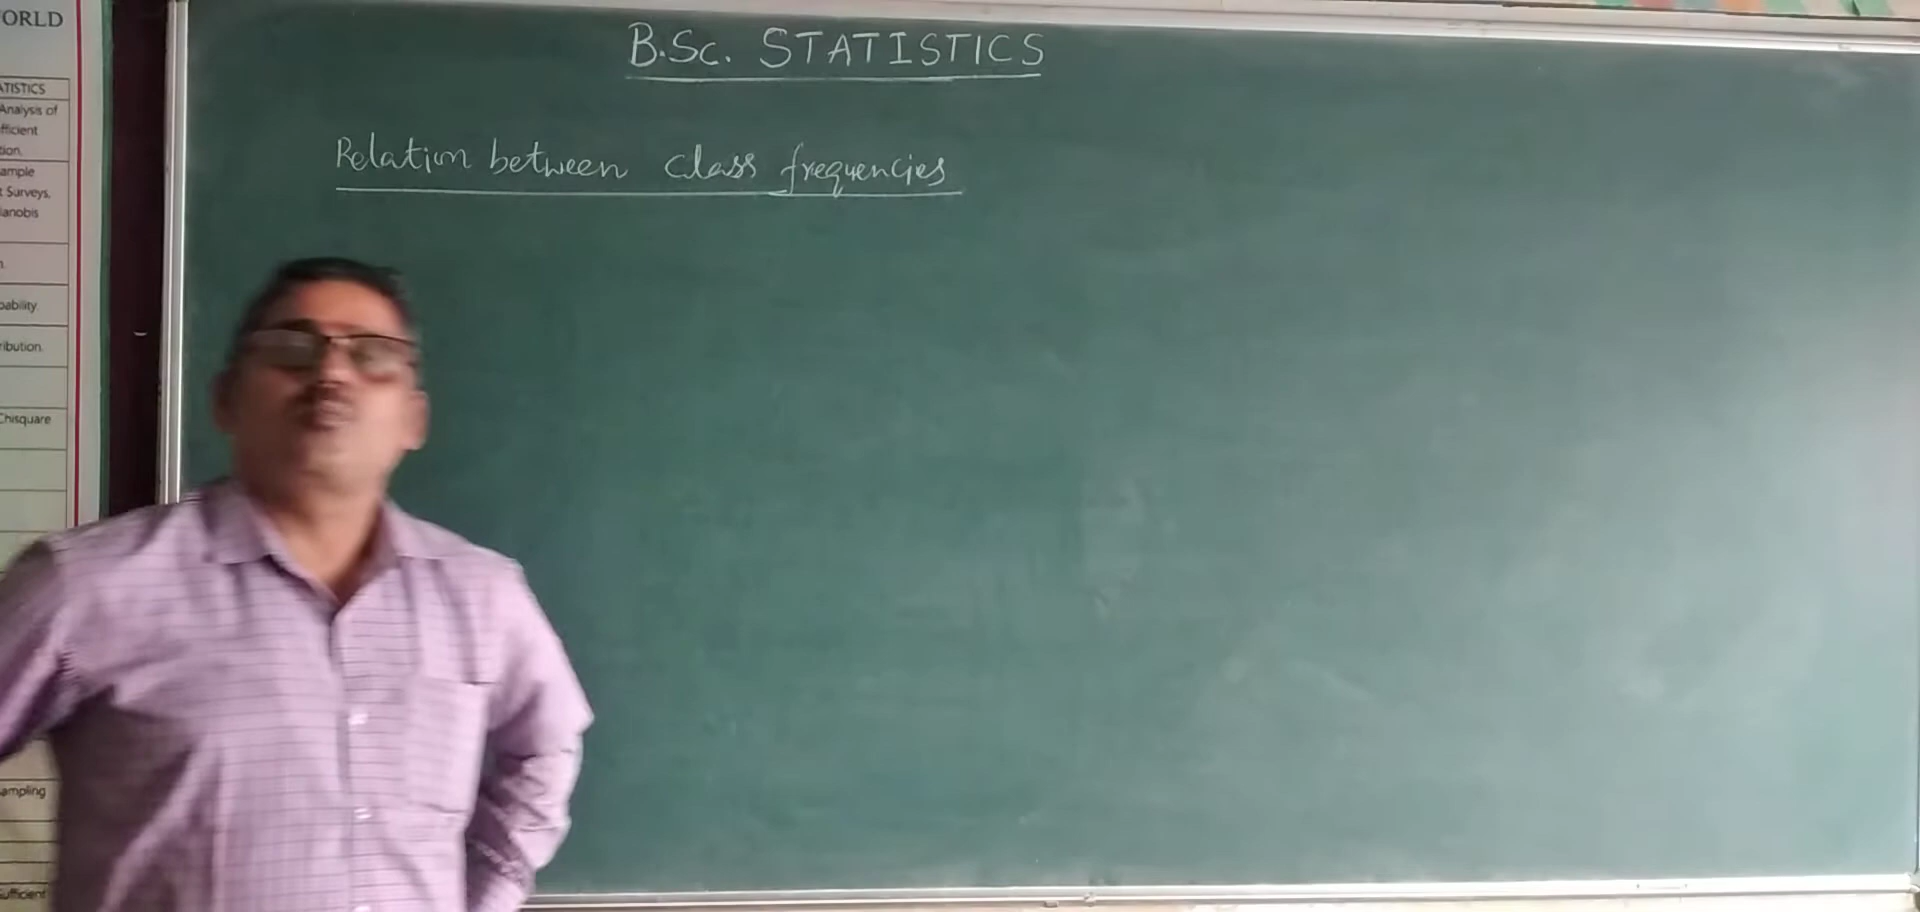 B.Sc. STATISTICS
Relation between class frequencies
ORLD
ATISTICS
Analysis of
fficient
tion.
ample
t Surveys,
lanobis
bability.
ribution.
Chisquare
ampling
ufficient